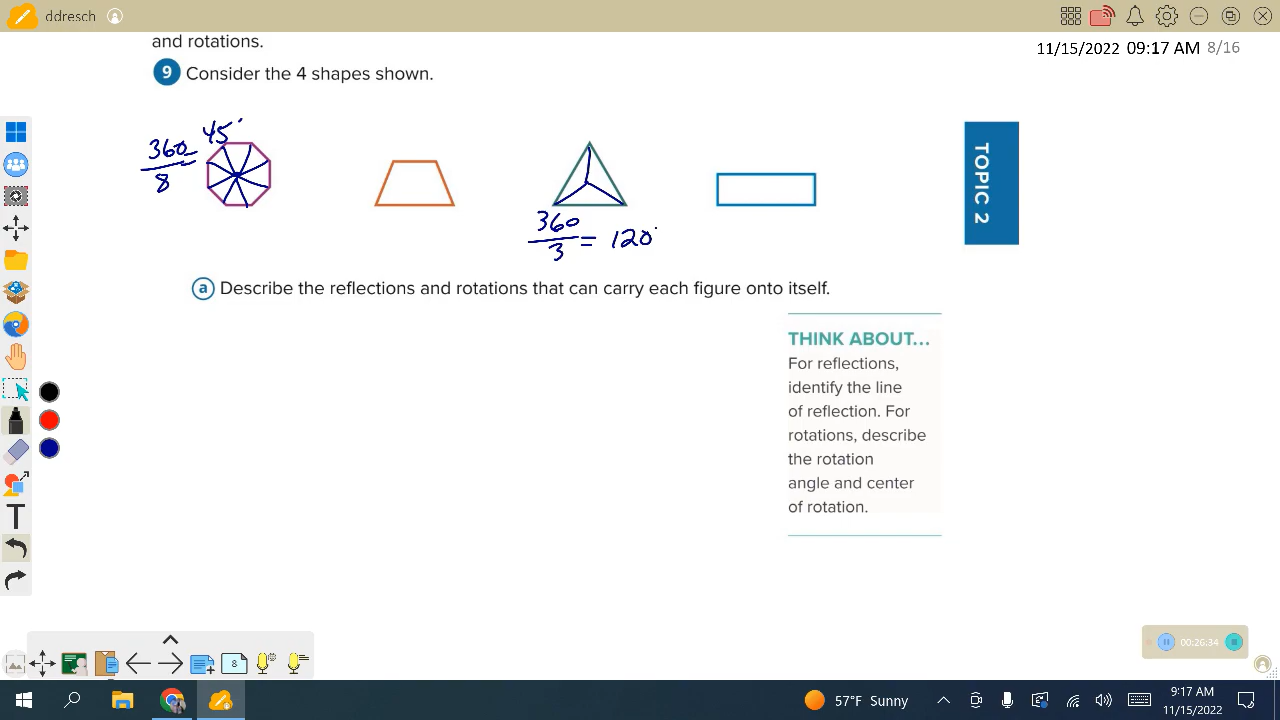 ddresch
and rotations.
11/15/2022 09:17 AM 8/16
9 Consider the 4 shapes shown.
360
8
45°
360
3
= 120°
TOPIC 2
a Describe the reflections and rotations that can carry each figure onto itself.
THINK ABOUT...
For reflections,
identify the line
of reflection. For
rotations, describe
the rotation
angle and center
of rotation.
T
8
00:26:34
57°F Sunny
9:17 AM
11/15/2022